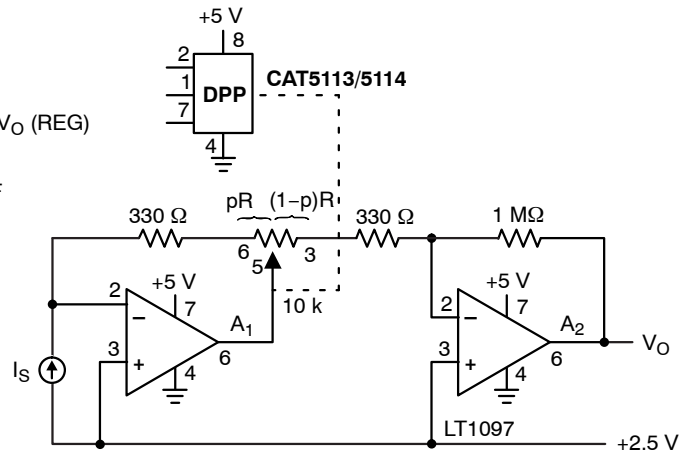 +5 V
8
2
1
7
DPP
CAT5113/5114
V_O (REG)
4
pR (1–p)R
330 Ω
330 Ω
1 MΩ
6
5
3
10 k
+5 V
2
7
–
A1
3
+
6
4
I_S
+5 V
2
7
–
A2
3
+
6
4
V_O
LT1097
+2.5 V